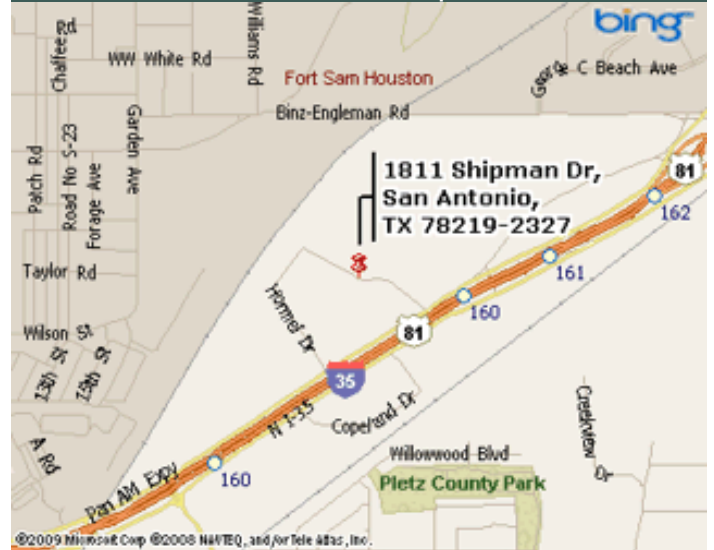 bing
Rd
Chaffee
WW White Rd
Williams Rd
Fort Sam Houston
George C Beach Ave
Binz-Engleman Rd
Patch Rd
Road No S-23
Forage Ave
Garden Ave
1811 Shipman Dr,
San Antonio,
TX 78219-2327
81
162
161
Taylor Rd
160
Hormel Dr
81
Wilson St
13th St
15th St
35
N I-35
Copeland Dr
Creekview Dr
A Rd
Willowwood Blvd
160
Pletz County Park
Pan AM Expy
©2009 Microsoft Corp ©2008 NAVTEQ, and/or Tele Atlas, Inc.